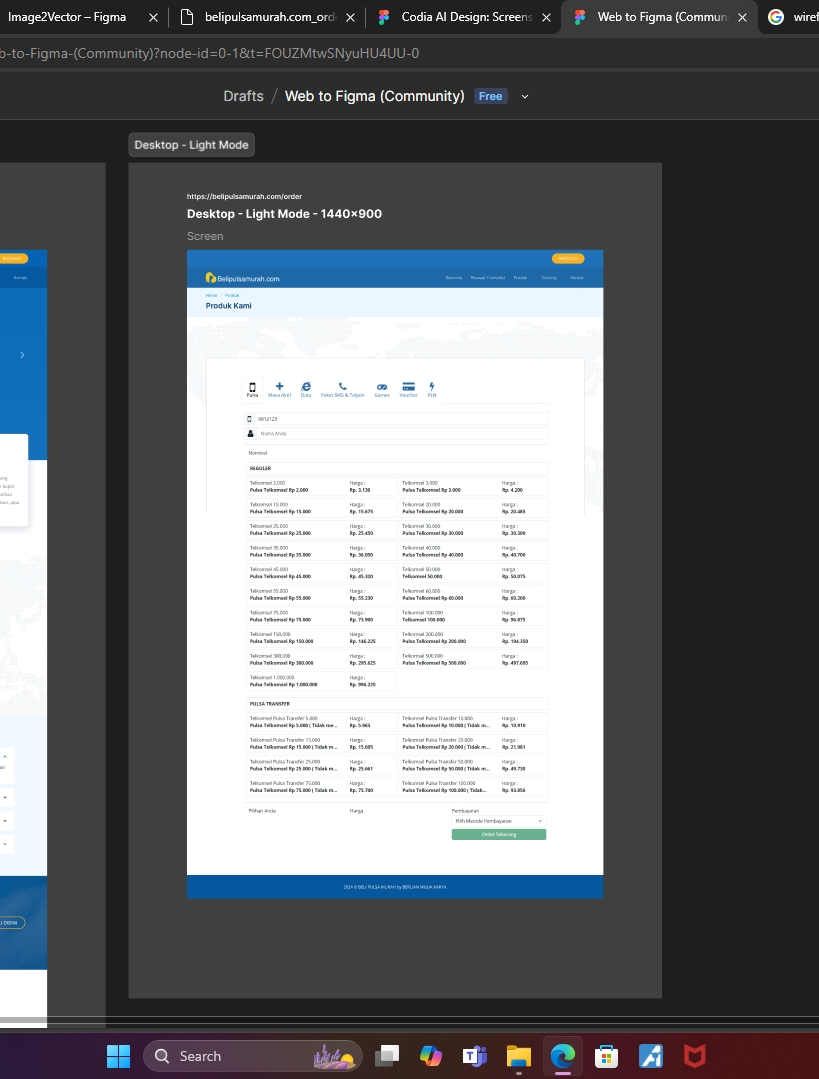 Image2Vector – Figma
belipulsamurah.com_ord
Codia AI Design: Screens
Web to Figma (Commun
wiref
b-to-Figma-(Community)?node-id=0-1&t=FOUZMtwSNyuHU4UU-0
Drafts / Web to Figma (Community) Free
Desktop - Light Mode
https://belipulsamurah.com/order
Desktop - Light Mode - 1440×900
Screen
Belipulsamurah.com
Beranda Riwayat Transaksi Produk Tentang Kontak
Home / Produk
Produk Kami
Pulsa Masa Aktif Data Paket SMS & Telpon Games Voucher PLN
0812123
Nama Anda
Nominal
REGULER
Telkomsel 2.000 Harga : Telkomsel 3.000 Harga :
Pulsa Telkomsel Rp 2.000 Rp. 3.130 Pulsa Telkomsel Rp 3.000 Rp. 4.200
Telkomsel 15.000 Harga : Telkomsel 20.000 Harga :
Pulsa Telkomsel Rp 15.000 Rp. 15.675 Pulsa Telkomsel Rp 20.000 Rp. 20.485
Telkomsel 25.000 Harga : Telkomsel 30.000 Harga :
Pulsa Telkomsel Rp 25.000 Rp. 25.450 Pulsa Telkomsel Rp 30.000 Rp. 30.300
Telkomsel 35.000 Harga : Telkomsel 40.000 Harga :
Pulsa Telkomsel Rp 35.000 Rp. 36.050 Pulsa Telkomsel Rp 40.000 Rp. 40.700
Telkomsel 45.000 Harga : Telkomsel 50.000 Harga :
Pulsa Telkomsel Rp 45.000 Rp. 45.320 Telkomsel 50.000 Rp. 50.075
Telkomsel 55.000 Harga : Telkomsel 60.000 Harga :
Pulsa Telkomsel Rp 55.000 Rp. 55.230 Pulsa Telkomsel Rp 60.000 Rp. 60.200
Telkomsel 75.000 Harga : Telkomsel 100.000 Harga :
Pulsa Telkomsel Rp 75.000 Rp. 73.900 Telkomsel 100.000 Rp. 96.875
Telkomsel 150.000 Harga : Telkomsel 200.000 Harga :
Pulsa Telkomsel Rp 150.000 Rp. 146.225 Pulsa Telkomsel Rp 200.000 Rp. 194.350
Telkomsel 300.000 Harga : Telkomsel 500.000 Harga :
Pulsa Telkomsel Rp 300.000 Rp. 295.625 Pulsa Telkomsel Rp 500.000 Rp. 497.695
Telkomsel 1.000.000 Harga :
Pulsa Telkomsel Rp 1.000.000 Rp. 996.225
PULSA TRANSFER
Telkomsel Pulsa Transfer 5.000 Harga : Telkomsel Pulsa Transfer 10.000 Harga :
Pulsa Telkomsel Rp 5.000 ( Tidak me... Rp. 5.963 Pulsa Telkomsel Rp 10.000 ( Tidak m... Rp. 10.910
Telkomsel Pulsa Transfer 15.000 Harga : Telkomsel Pulsa Transfer 20.000 Harga :
Pulsa Telkomsel Rp 15.000 ( Tidak m... Rp. 15.605 Pulsa Telkomsel Rp 20.000 ( Tidak m... Rp. 21.981
Telkomsel Pulsa Transfer 25.000 Harga : Telkomsel Pulsa Transfer 50.000 Harga :
Pulsa Telkomsel Rp 25.000 ( Tidak m... Rp. 25.661 Pulsa Telkomsel Rp 50.000 ( Tidak m... Rp. 49.730
Telkomsel Pulsa Transfer 75.000 Harga : Telkomsel Pulsa Transfer 100.000 Harga :
Pulsa Telkomsel Rp 75.000 ( Tidak m... Rp. 75.700 Pulsa Telkomsel Rp 100.000 ( Tidak... Rp. 93.856
Pilihan Anda Harga Pembayaran
Pilih Metode Pembayaran
Order Sekarang
2024 © BELI PULSA MURAH by BERLIAN MULIA KARYA
Kontak
dapat
I DISINI
Search